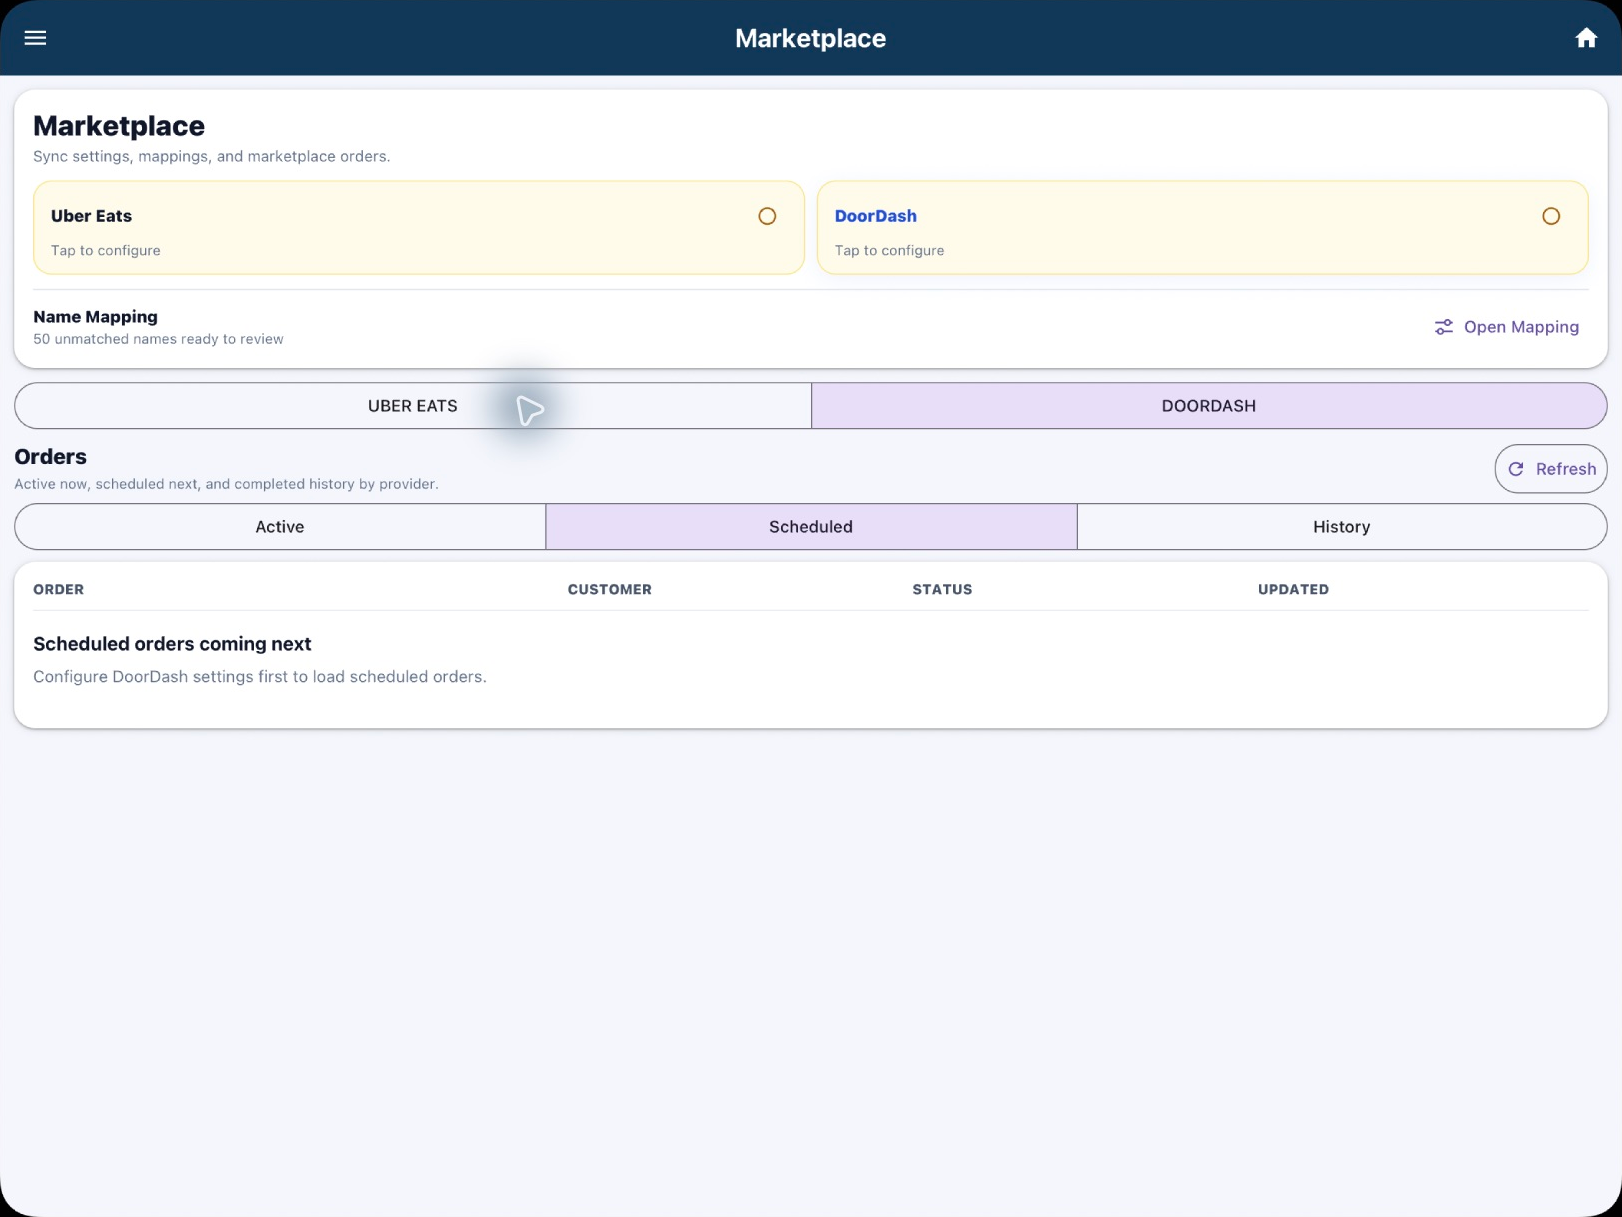 Marketplace
Marketplace
Sync settings, mappings, and marketplace orders.
Uber Eats
Tap to configure
DoorDash
Tap to configure
Name Mapping
50 unmatched names ready to review
Open Mapping
UBER EATS
DOORDASH
Orders
Active now, scheduled next, and completed history by provider.
Refresh
Active
Scheduled
History
ORDER CUSTOMER STATUS UPDATED
Scheduled orders coming next
Configure DoorDash settings first to load scheduled orders.